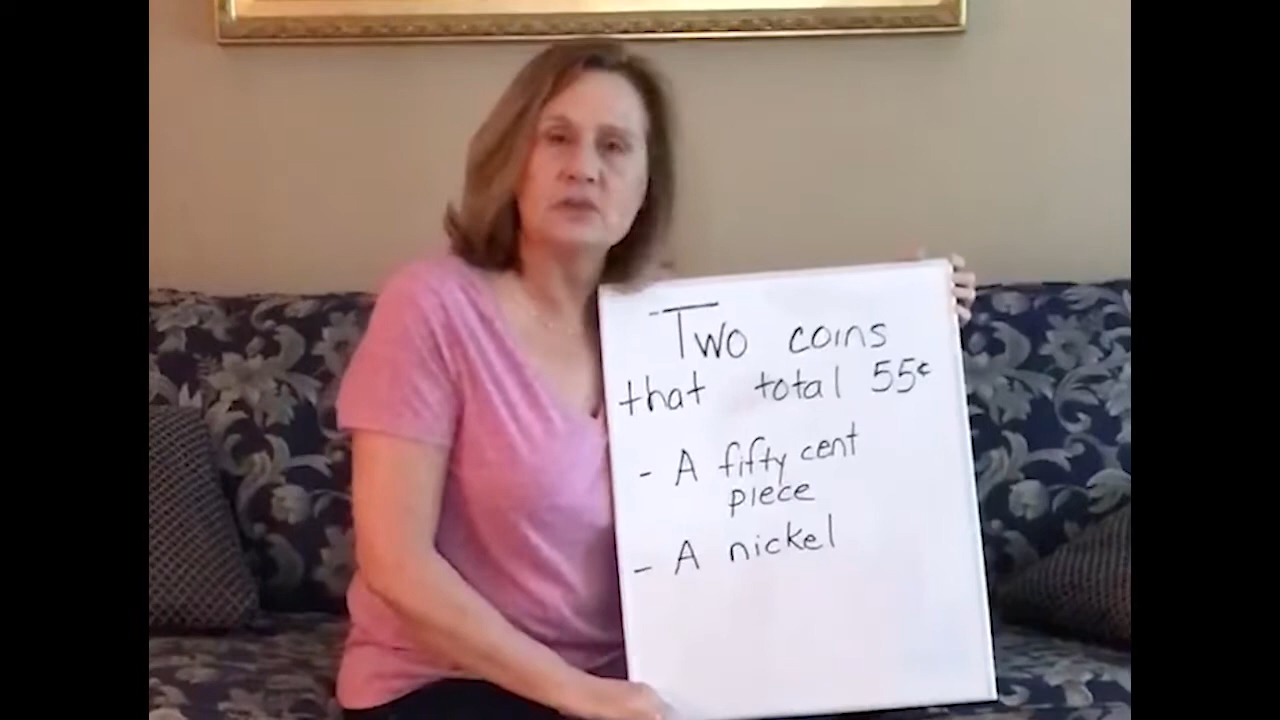 Two coins
that total 55¢
- A fifty cent
piece
- A nickel